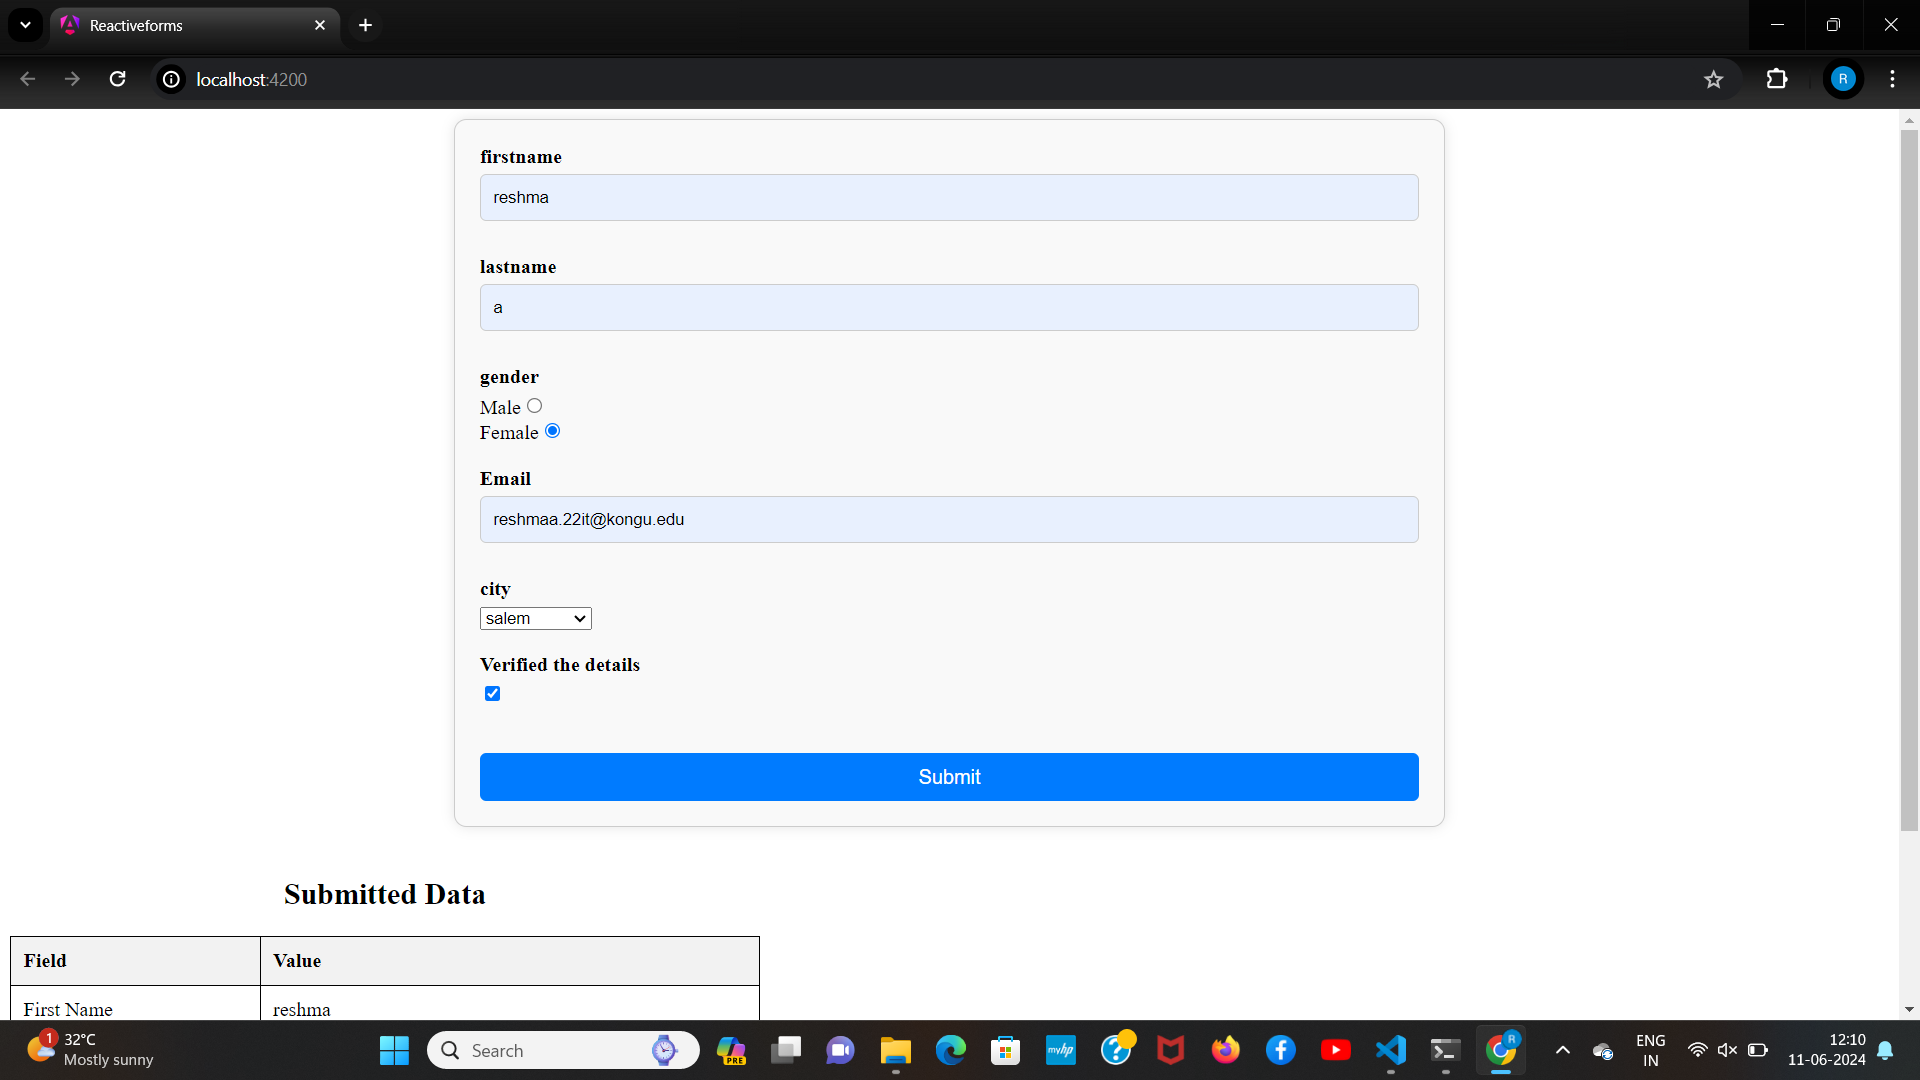 Reactiveforms
localhost:4200
R
firstname
reshma
lastname
a
gender
Male
Female
Email
reshmaa.22it@kongu.edu
city
salem
Verified the details
Submit
Submitted Data
Field Value
First Name reshma
1 32°C
Mostly sunny
Search
PRE
myhp
?
R
ENG
IN
12:10
11-06-2024